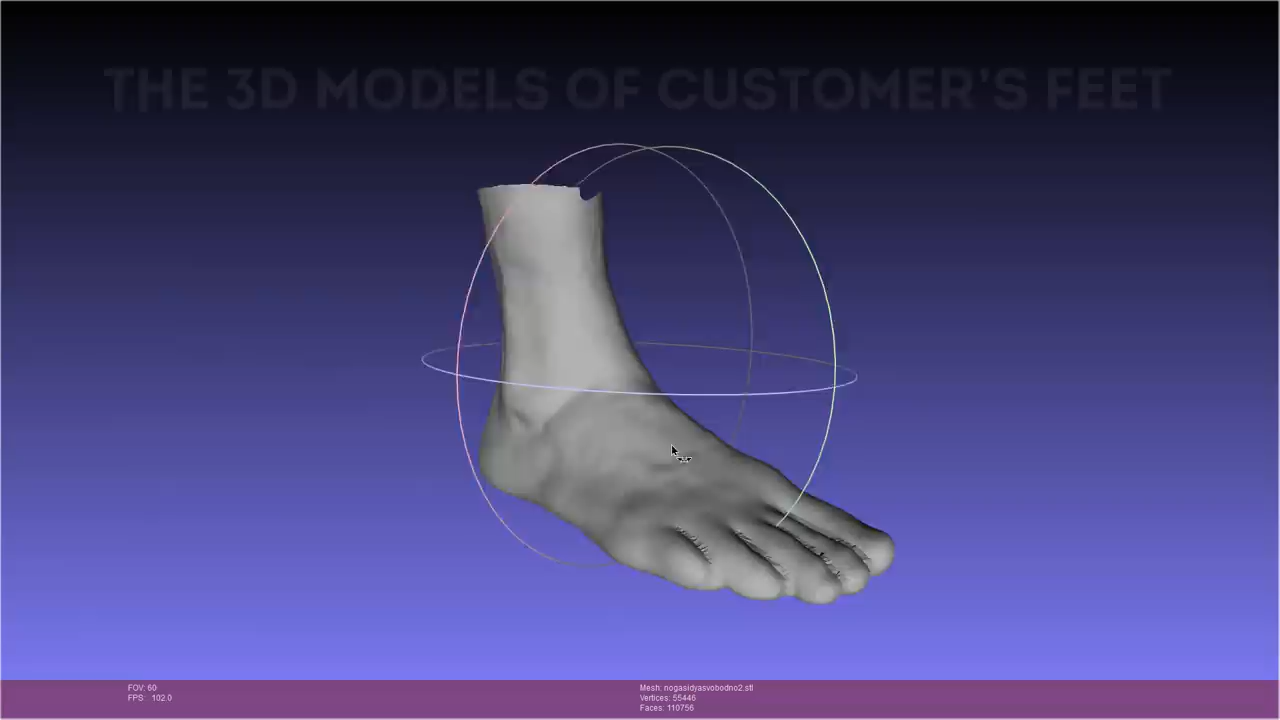 THE 3D MODELS OF CUSTOMER'S FEET
FOV: 60
FPS: 102.0
Mesh: nogasidyasvobodno2.stl
Vertices: 55446
Faces: 110756